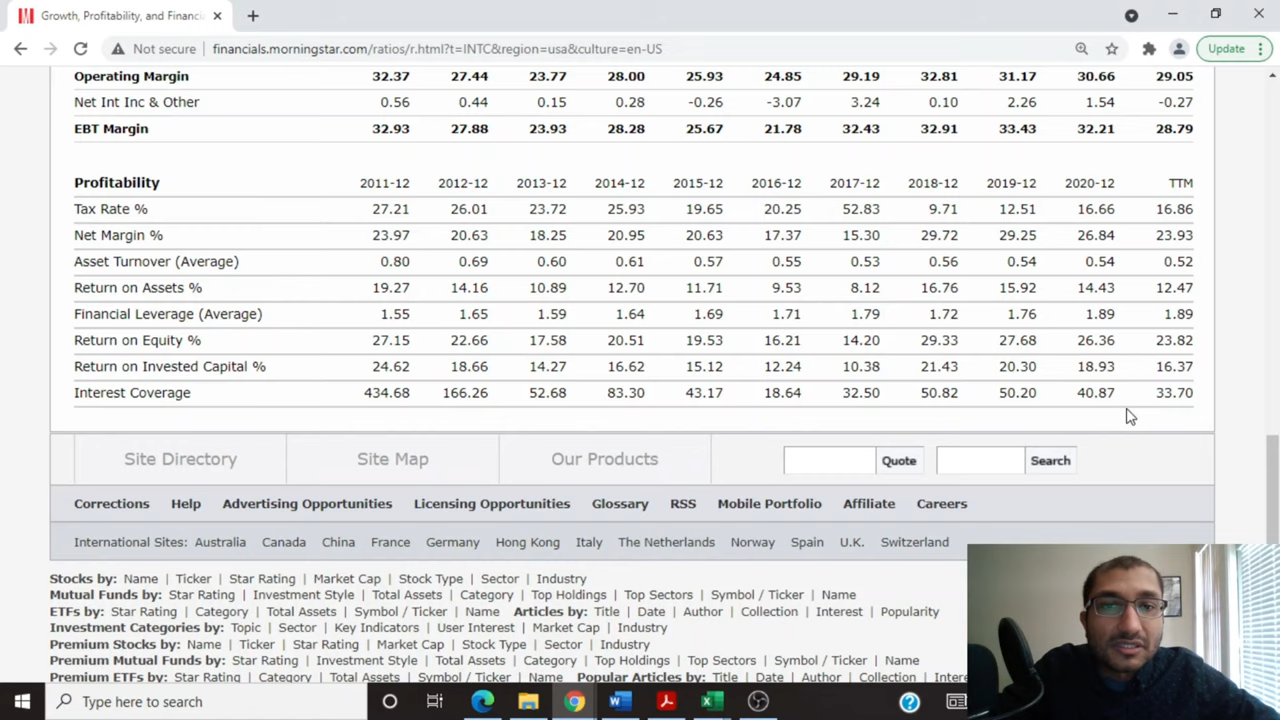 Growth, Profitability, and Financi
Update
Not secure financials.morningstar.com/ratios/r.html?t=INTC&region=usa&culture=en-US
Operating Margin 32.37 27.44 23.77 28.00 25.93 24.85 29.19 32.81 31.17 30.66 29.05
Net Int Inc & Other 0.56 0.44 0.15 0.28 -0.26 -3.07 3.24 0.10 2.26 1.54 -0.27
EBT Margin 32.93 27.88 23.93 28.28 25.67 21.78 32.43 32.91 33.43 32.21 28.79
Profitability 2011-12 2012-12 2013-12 2014-12 2015-12 2016-12 2017-12 2018-12 2019-12 2020-12 TTM
Tax Rate % 27.21 26.01 23.72 25.93 19.65 20.25 52.83 9.71 12.51 16.66 16.86
Net Margin % 23.97 20.63 18.25 20.95 20.63 17.37 15.30 29.72 29.25 26.84 23.93
Asset Turnover (Average) 0.80 0.69 0.60 0.61 0.57 0.55 0.53 0.56 0.54 0.54 0.52
Return on Assets % 19.27 14.16 10.89 12.70 11.71 9.53 8.12 16.76 15.92 14.43 12.47
Financial Leverage (Average) 1.55 1.65 1.59 1.64 1.69 1.71 1.79 1.72 1.76 1.89 1.89
Return on Equity % 27.15 22.66 17.58 20.51 19.53 16.21 14.20 29.33 27.68 26.36 23.82
Return on Invested Capital % 24.62 18.66 14.27 16.62 15.12 12.24 10.38 21.43 20.30 18.93 16.37
Interest Coverage 434.68 166.26 52.68 83.30 43.17 18.64 32.50 50.82 50.20 40.87 33.70
Site Directory Site Map Our Products Quote Search
Corrections Help Advertising Opportunities Licensing Opportunities Glossary RSS Mobile Portfolio Affiliate Careers
International Sites: Australia Canada China France Germany Hong Kong Italy The Netherlands Norway Spain U.K. Switzerland
Stocks by: Name | Ticker | Star Rating | Market Cap | Stock Type | Sector | Industry
Mutual Funds by: Star Rating | Investment Style | Total Assets | Category | Top Holdings | Top Sectors | Symbol / Ticker | Name
ETFs by: Star Rating | Category | Total Assets | Symbol / Ticker | Name Articles by: Title | Date | Author | Collection | Interest | Popularity
Investment Categories by: Topic | Sector | Key Indicators | User Interest | Market Cap | Industry
Premium Stocks by: Name | Ticker | Star Rating | Market Cap | Stock Type | Sector | Industry
Premium Mutual Funds by: Star Rating | Investment Style | Total Assets | Category | Top Holdings | Top Sectors | Symbol / Ticker | Name
Premium ETFs by: Star Rating | Category | Total Assets | Symbol / Ticker | Popular Articles by: Title | Date | Author | Collection | Inte
Type here to search